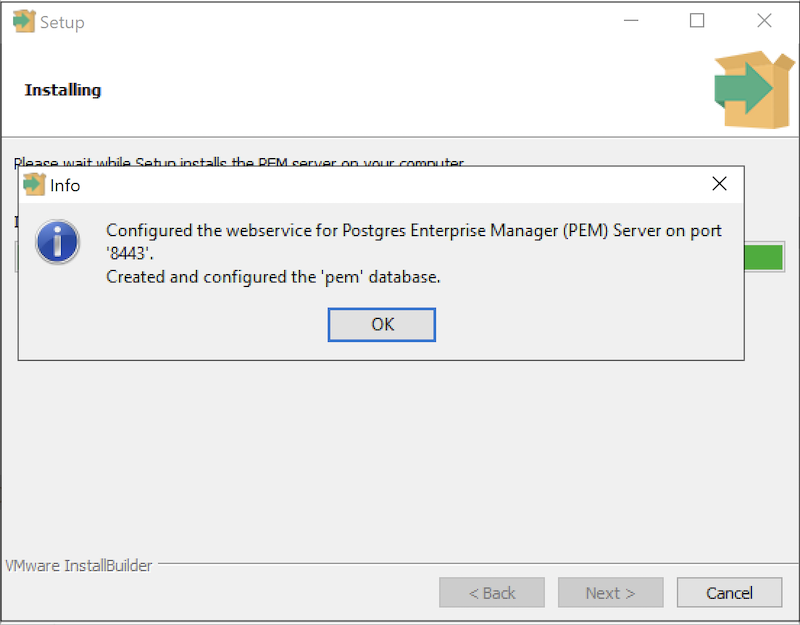 Setup
Installing
Please wait while Setup installs the PEM server on your computer
Info
Configured the webservice for Postgres Enterprise Manager (PEM) Server on port
'8443'.
Created and configured the 'pem' database.
OK
VMware InstallBuilder
< Back
Next >
Cancel